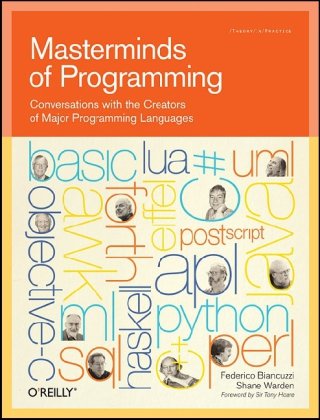 /THEORY/IN/PRACTICE
Masterminds
of Programming
Conversations with the Creators
of Major Programming Languages
basic
lua
c#
uml
objective-c
awk
forth
eiffel
postscript
java
apl
ml
sql
haskell
python
c++
perl
Federico Biancuzzi
Shane Warden
Foreword by Sir Tony Hoare
O'REILLY®